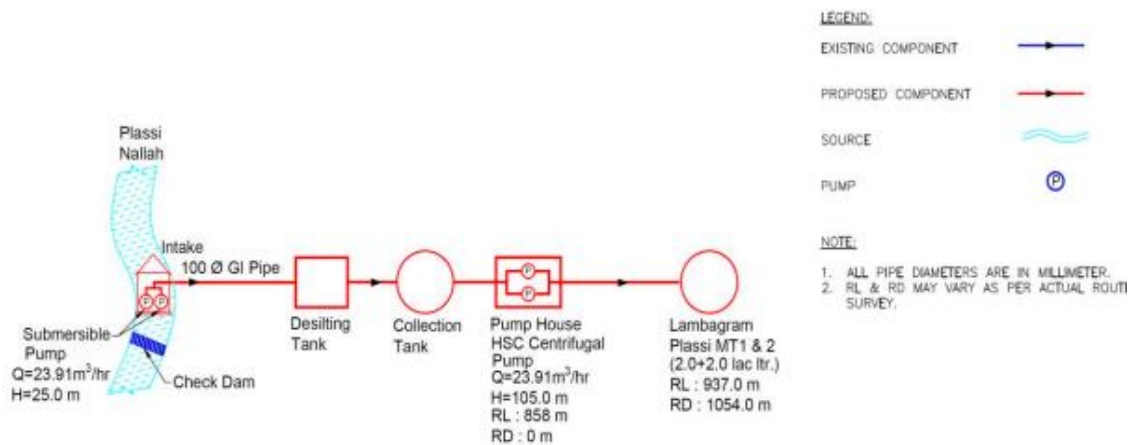 LEGEND:
EXISTING COMPONENT
PROPOSED COMPONENT
SOURCE
PUMP
P
NOTE:
1. ALL PIPE DIAMETERS ARE IN MILLIMETER.
2. RL & RD MAY VARY AS PER ACTUAL ROUTE
SURVEY.
Plassi
Nallah
Intake
100 Ø GI Pipe
P P
Submersible
Pump
Q=23.91m³/hr
H=25.0 m
Check Dam
Desilting
Tank
Collection
Tank
P
P
Pump House
HSC Centrifugal
Pump
Q=23.91m³/hr
H=105.0 m
RL : 858 m
RD : 0 m
Lambagram
Plassi MT1 & 2
(2.0+2.0 lac ltr.)
RL : 937.0 m
RD : 1054.0 m